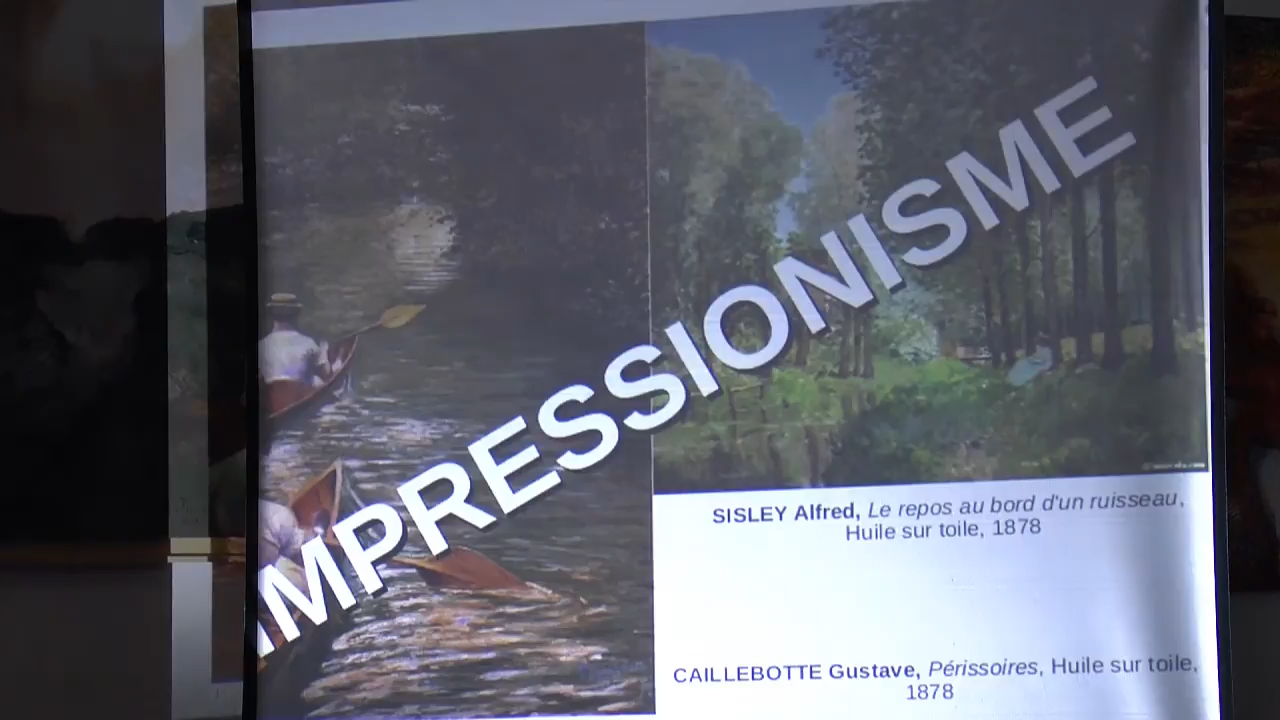 IMPRESSIONISME
SISLEY Alfred, Le repos au bord d'un ruisseau,
Huile sur toile, 1878
CAILLEBOTTE Gustave, Périssoires, Huile sur toile,
1878